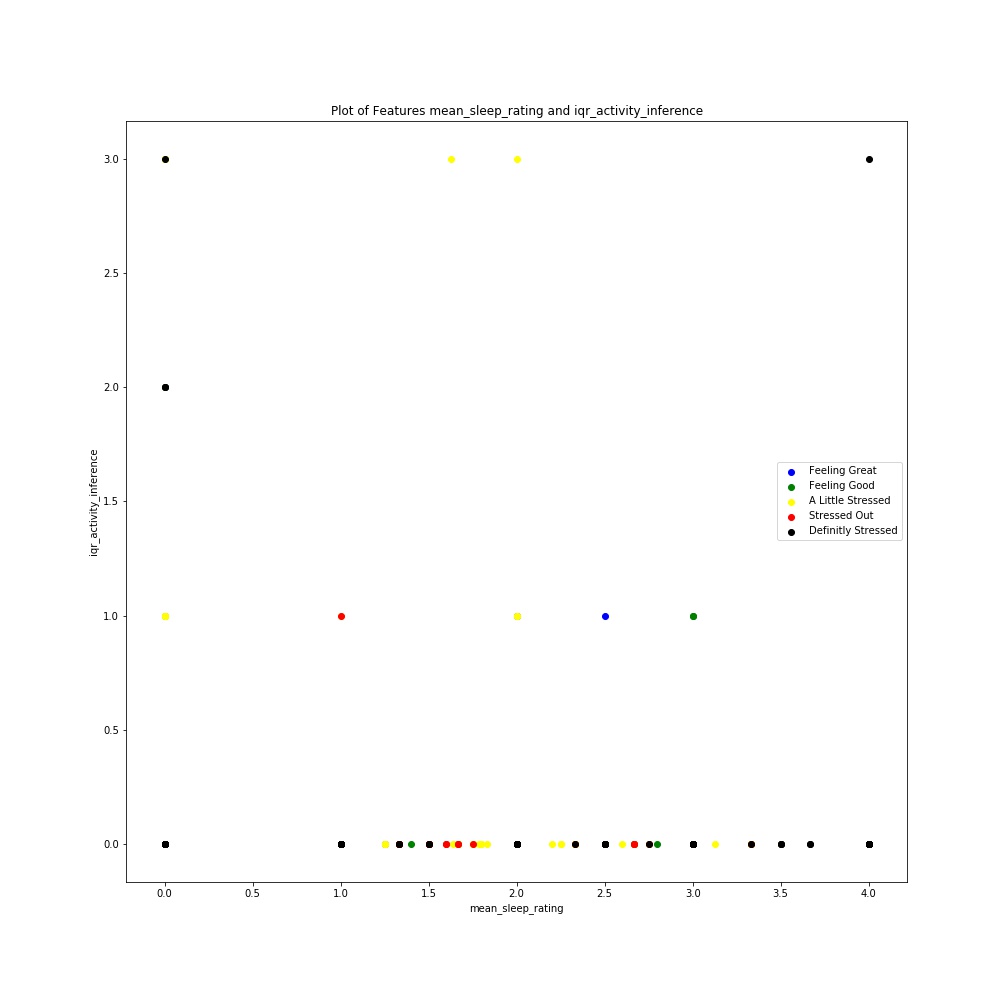 Plot of Features mean_sleep_rating and iqr_activity_inference
3.0
2.5
2.0
1.5
1.0
0.5
0.0
iqr_activity_inference
Feeling Great
Feeling Good
A Little Stressed
Stressed Out
Definitly Stressed
0.0 0.5 1.0 1.5 2.0 2.5 3.0 3.5 4.0
mean_sleep_rating